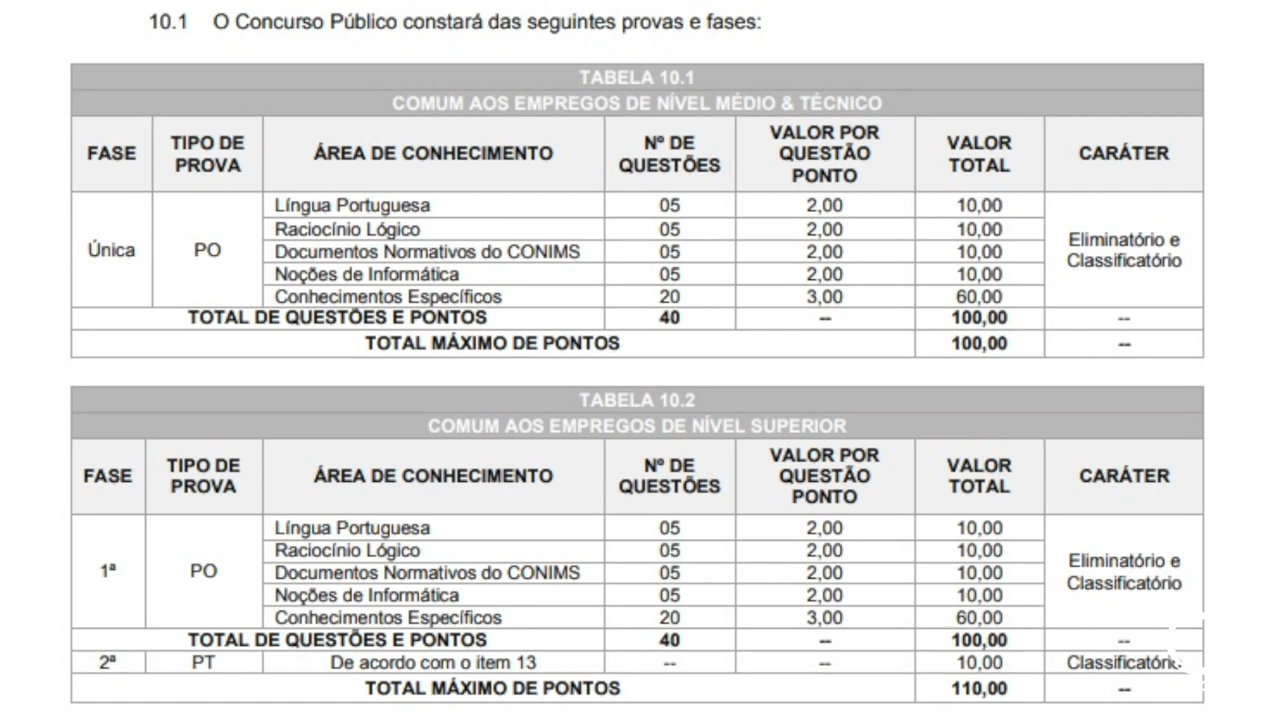 10.1 O Concurso Público constará das seguintes provas e fases:
TABELA 10.1
COMUM AOS EMPREGOS DE NÍVEL MÉDIO & TÉCNICO
FASE TIPO DE PROVA ÁREA DE CONHECIMENTO Nº DE QUESTÕES VALOR POR QUESTÃO PONTO VALOR TOTAL CARÁTER
Única PO Língua Portuguesa 05 2,00 10,00 Eliminatório e Classificatório
Raciocínio Lógico 05 2,00 10,00
Documentos Normativos do CONIMS 05 2,00 10,00
Noções de Informática 05 2,00 10,00
Conhecimentos Específicos 20 3,00 60,00
TOTAL DE QUESTÕES E PONTOS 40 -- 100,00 --
TOTAL MÁXIMO DE PONTOS 100,00 --
TABELA 10.2
COMUM AOS EMPREGOS DE NÍVEL SUPERIOR
FASE TIPO DE PROVA ÁREA DE CONHECIMENTO Nº DE QUESTÕES VALOR POR QUESTÃO PONTO VALOR TOTAL CARÁTER
1ª PO Língua Portuguesa 05 2,00 10,00 Eliminatório e Classificatório
Raciocínio Lógico 05 2,00 10,00
Documentos Normativos do CONIMS 05 2,00 10,00
Noções de Informática 05 2,00 10,00
Conhecimentos Específicos 20 3,00 60,00
TOTAL DE QUESTÕES E PONTOS 40 -- 100,00 --
2ª PT De acordo com o item 13 -- -- 10,00 Classificatório
TOTAL MÁXIMO DE PONTOS 110,00 --